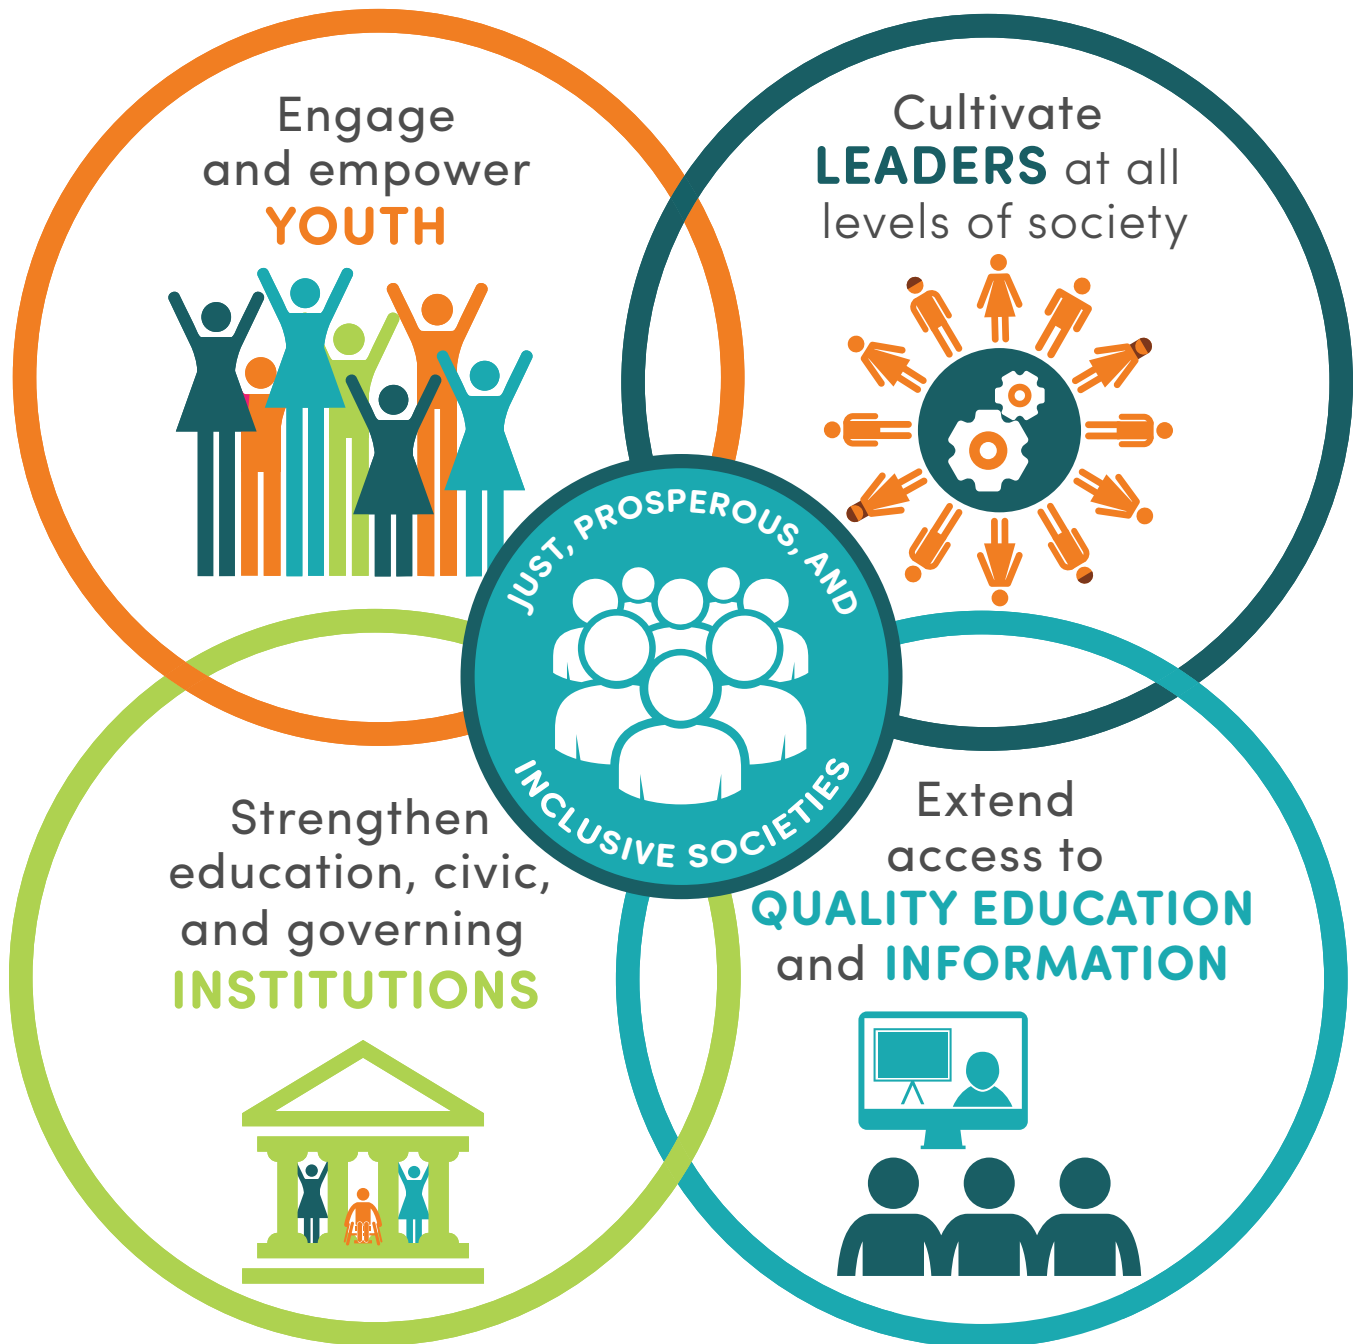 Engage
and empower
YOUTH
Cultivate
LEADERS at all
levels of society
JUST, PROSPEROUS, AND
INCLUSIVE SOCIETIES
Strengthen
education, civic,
and governing
INSTITUTIONS
Extend
access to
QUALITY EDUCATION
and INFORMATION